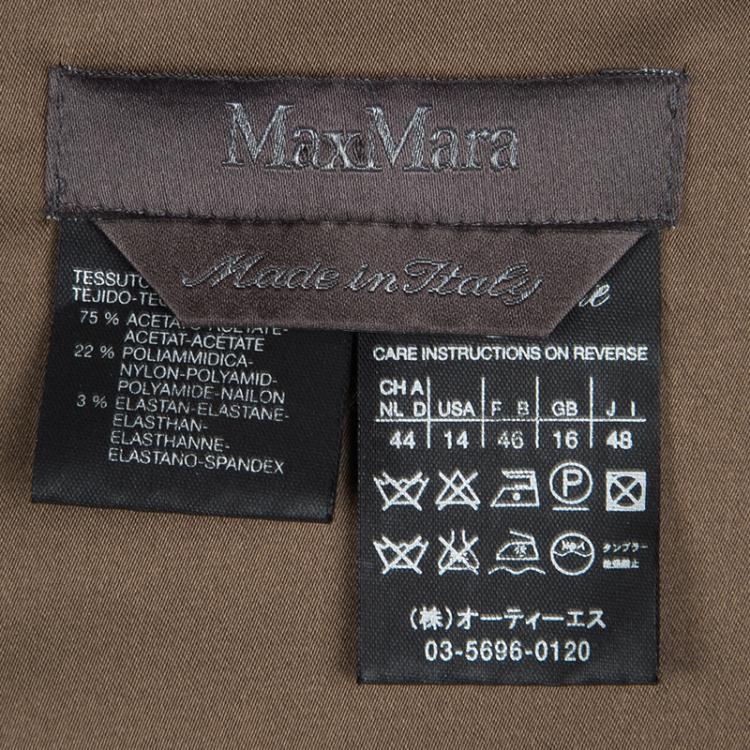 MaxMara
Made in Italy
TESSUTO
TEJIDO-
75 % ACETATO-ACETATE-
ACETAT-ACÉTATE
22 % POLIAMMIDICA-
NYLON-POLYAMID-
POLYAMIDE-NAILON
3 % ELASTAN-ELASTANE-
ELASTHAN-
ELASTHANNE-
ELASTANO-SPANDEX
CARE INSTRUCTIONS ON REVERSE
CH A
NL D USA F B GB J I
44 14 46 16 48
P
タンブラー
乾燥禁止
(株)オーティーエス
03-5696-0120